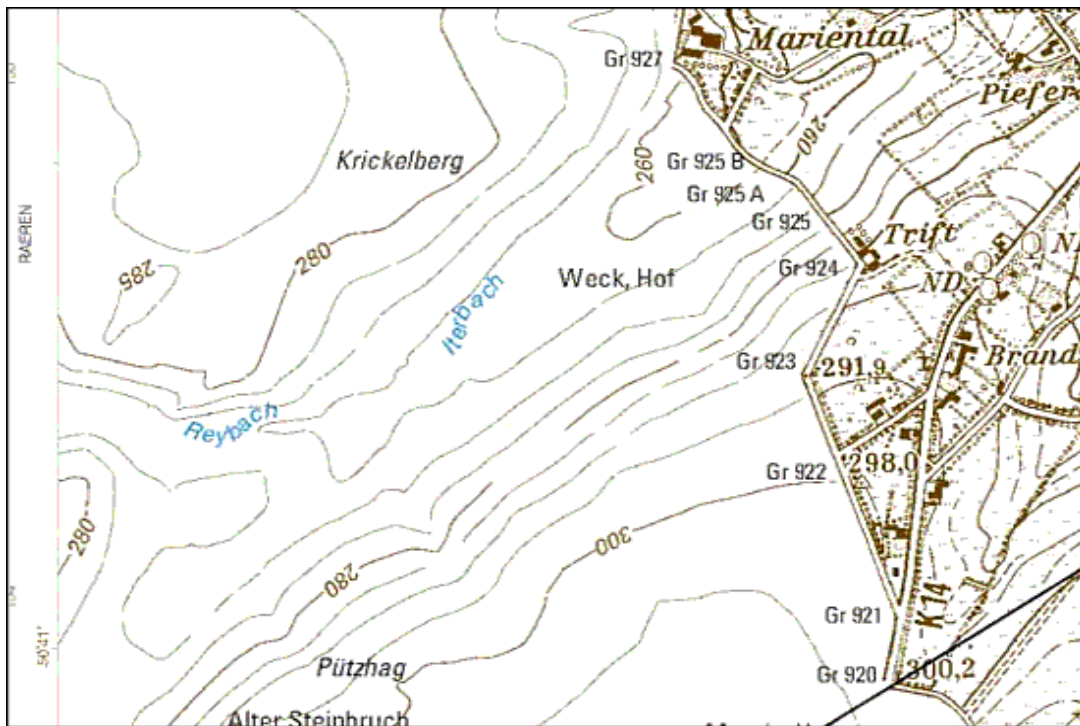 Mariental
Gr 927
Krickelberg
260
Gr 925 B
260
Gr 925 A
Gr 925
Trift
RAEREN
280
285
Weck, Hof
Gr 924
ND
Iterbach
Gr 923
291,9
Brand
Reybach
Gr 922
298,0
280
300
280
Gr 921
K14
50°41'
Pützhag
Gr 920
300,2
Alter Steinbruch